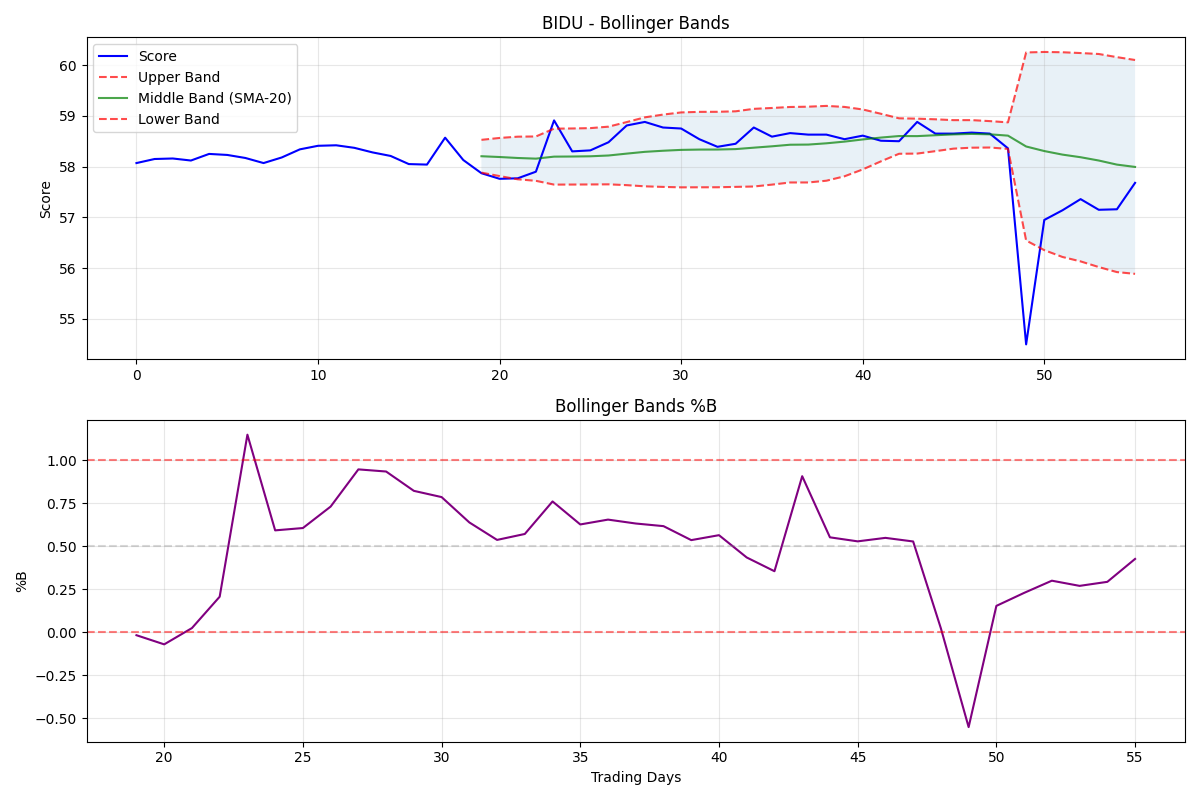 BIDU - Bollinger Bands
Score
Upper Band
Middle Band (SMA-20)
Lower Band
Score
60
59
58
57
56
55
0 10 20 30 40 50
Bollinger Bands %B
%B
1.00
0.75
0.50
0.25
0.00
−0.25
−0.50
20 25 30 35 40 45 50 55
Trading Days